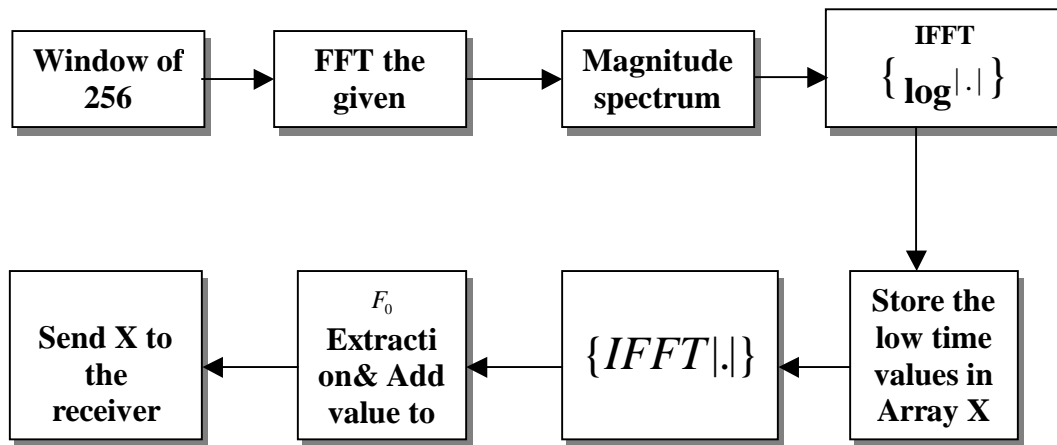 Window of
256
FFT the
given
Magnitude
spectrum
IFFT
{ log|.| }
Store the
low time
values in
Array X
{IFFT|.|}
F₀
Extracti
on& Add
value to
Send X to
the
receiver